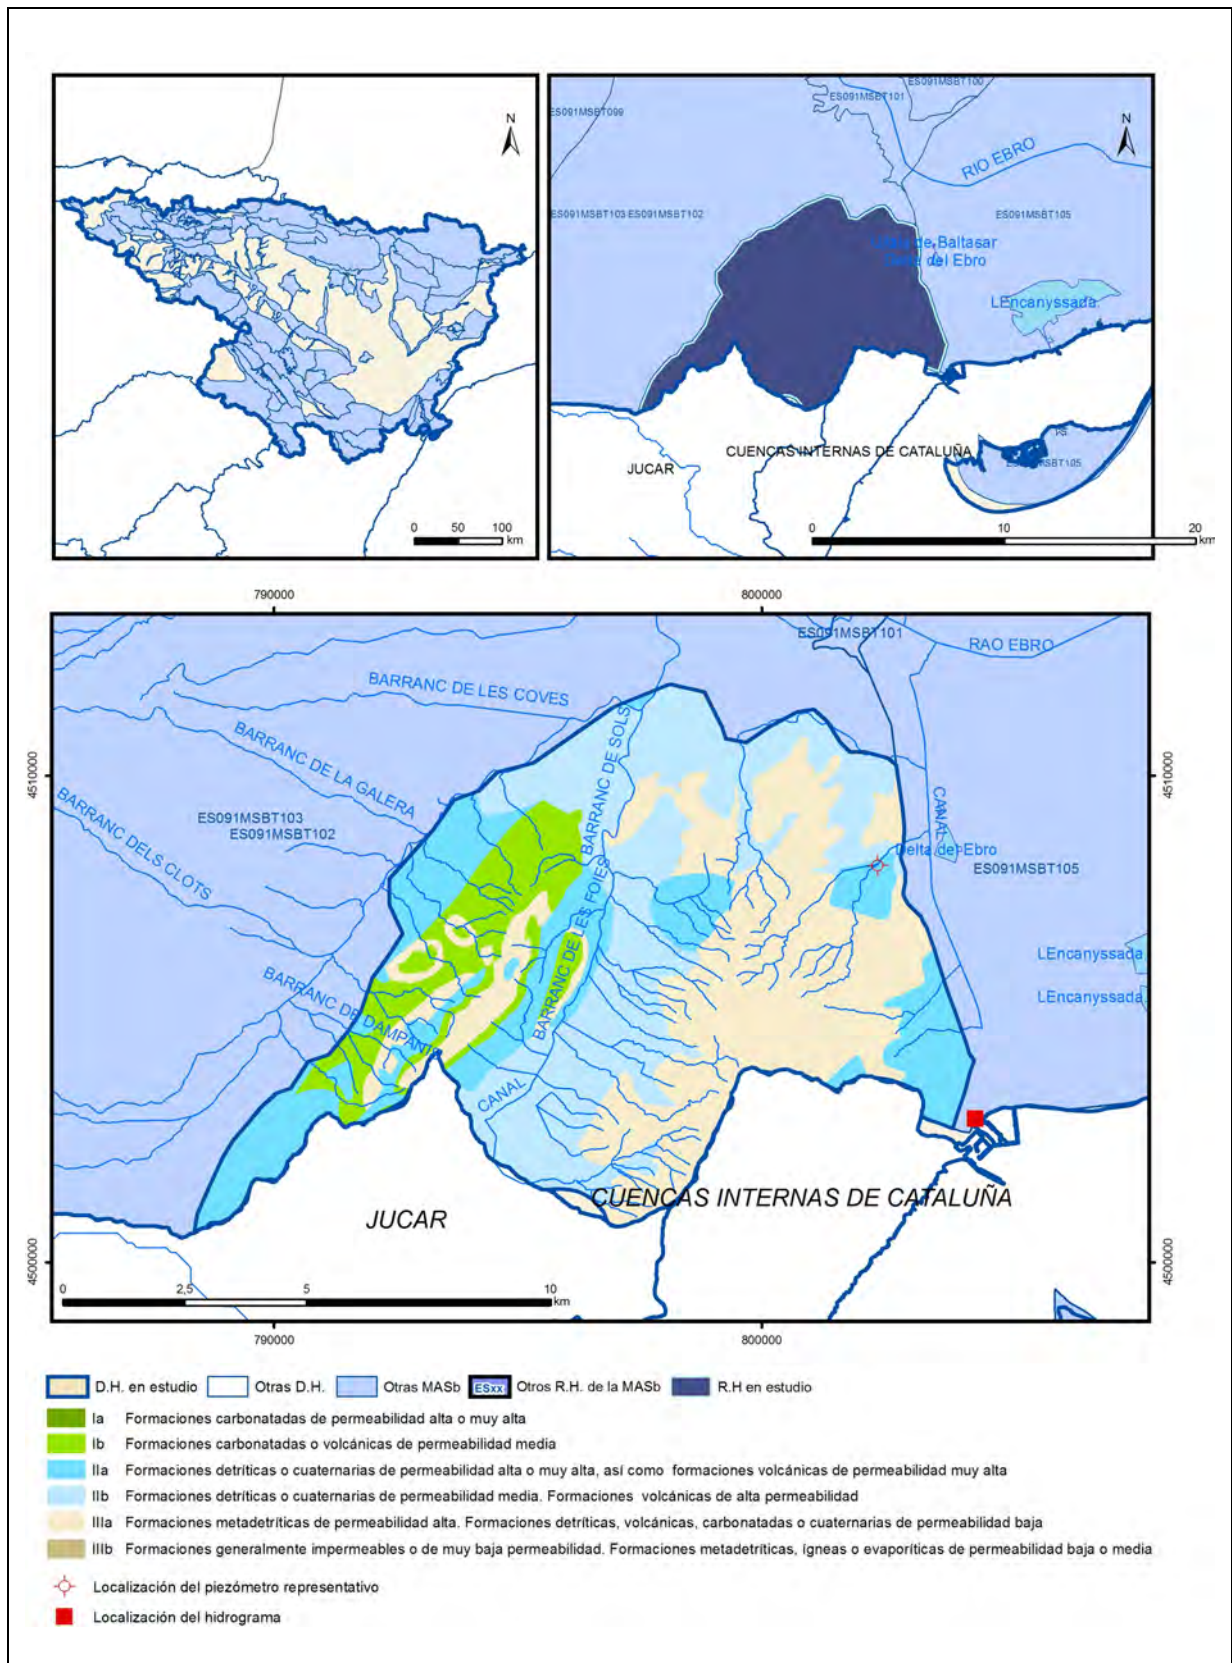 N
0 50 100
km
ES091MSBT100
ES091MSBT101
ES091MSBT099
N
RIO EBRO
ES091MSBT103 ES091MSBT102
ES091MSBT105
de Baltasar
del Ebro
LEncanyssada
CUENCAS INTERNAS DE CATALUÑA
JUCAR
ES091MSBT105
0 10 20
km
790000 800000
ES091MSBT101
RAO EBRO
BARRANC DE LES COVES
BARRANC DE LA GALERA
BARRANC DE SOLS
4510000 4510000
BARRANC DELS CLOTS
ES091MSBT103
ES091MSBT102
CANAL
Delta del Ebro
ES091MSBT105
BARRANC DE LES FOIES
LEncanyssada
BARRANC DE DAMPANTE
LEncanyssada
CANAL
CUENCAS INTERNAS DE CATALUÑA
JUCAR
4500000 4500000
0 2,5 5 10
km
790000 800000
D.H. en estudio Otras D.H. Otras MASb ESxx Otros R.H. de la MASb R.H en estudio
Ia Formaciones carbonatadas de permeabilidad alta o muy alta
Ib Formaciones carbonatadas o volcánicas de permeabilidad media
IIa Formaciones detríticas o cuaternarias de permeabilidad alta o muy alta, así como formaciones volcánicas de permeabilidad muy alta
IIb Formaciones detríticas o cuaternarias de permeabilidad media. Formaciones volcánicas de alta permeabilidad
IIIa Formaciones metadetríticas de permeabilidad alta. Formaciones detríticas, volcánicas, carbonatadas o cuaternarias de permeabilidad baja
IIIb Formaciones generalmente impermeables o de muy baja permeabilidad. Formaciones metadetríticas, ígneas o evaporíticas de permeabilidad baja o media
Localización del piezómetro representativo
Localización del hidrograma